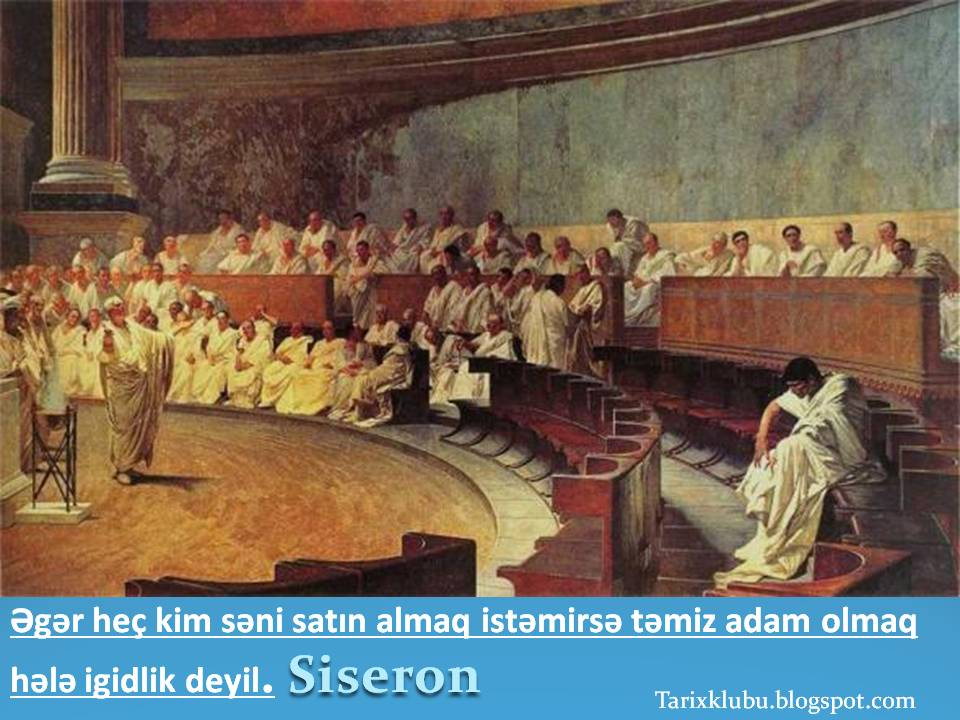 Əgər heç kim səni satın almaq istəmirsə təmiz adam olmaq
hələ igidlik deyil. Siseron
Tarixklubu.blogspot.com